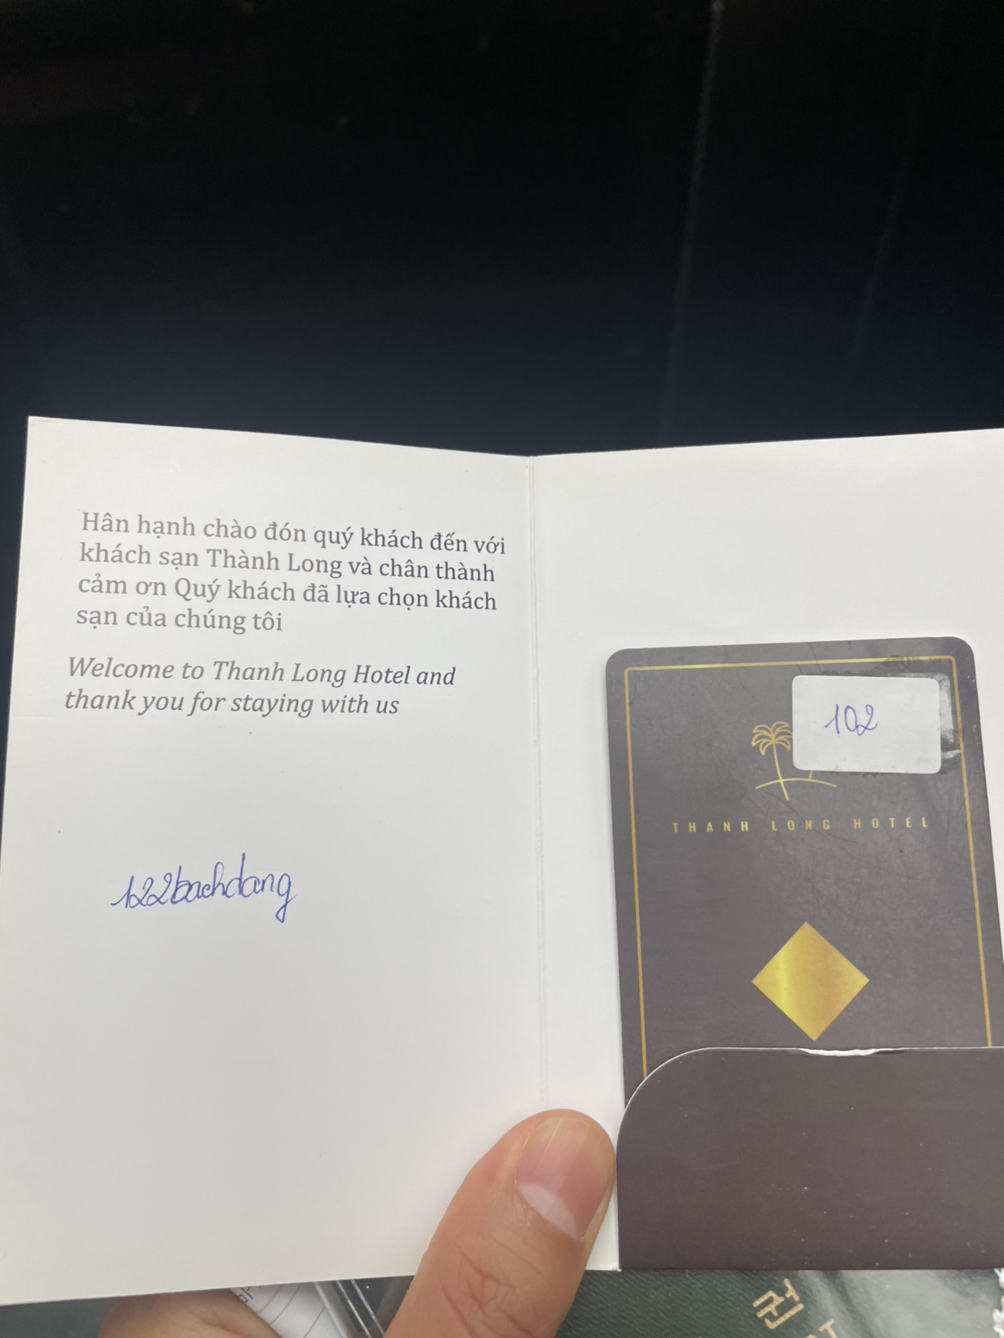 Hân hạnh chào đón quý khách đến với
khách sạn Thành Long và chân thành
cảm ơn Quý khách đã lựa chọn khách
sạn của chúng tôi
Welcome to Thanh Long Hotel and
thank you for staying with us
122bachdang
102
THANH LONG HOTEL
권